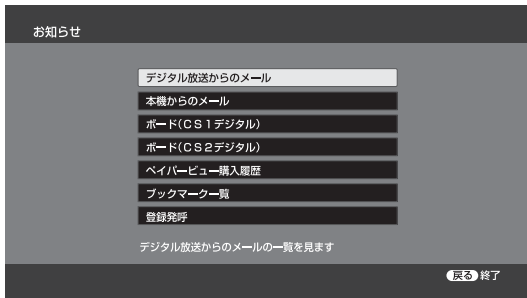 お知らせ
デジタル放送からのメール
本機からのメール
ボード(CS1デジタル)
ボード(CS2デジタル)
ペイパービュー購入履歴
ブックマーク一覧
登録発呼
デジタル放送からのメールの一覧を見ます
戻る 終了